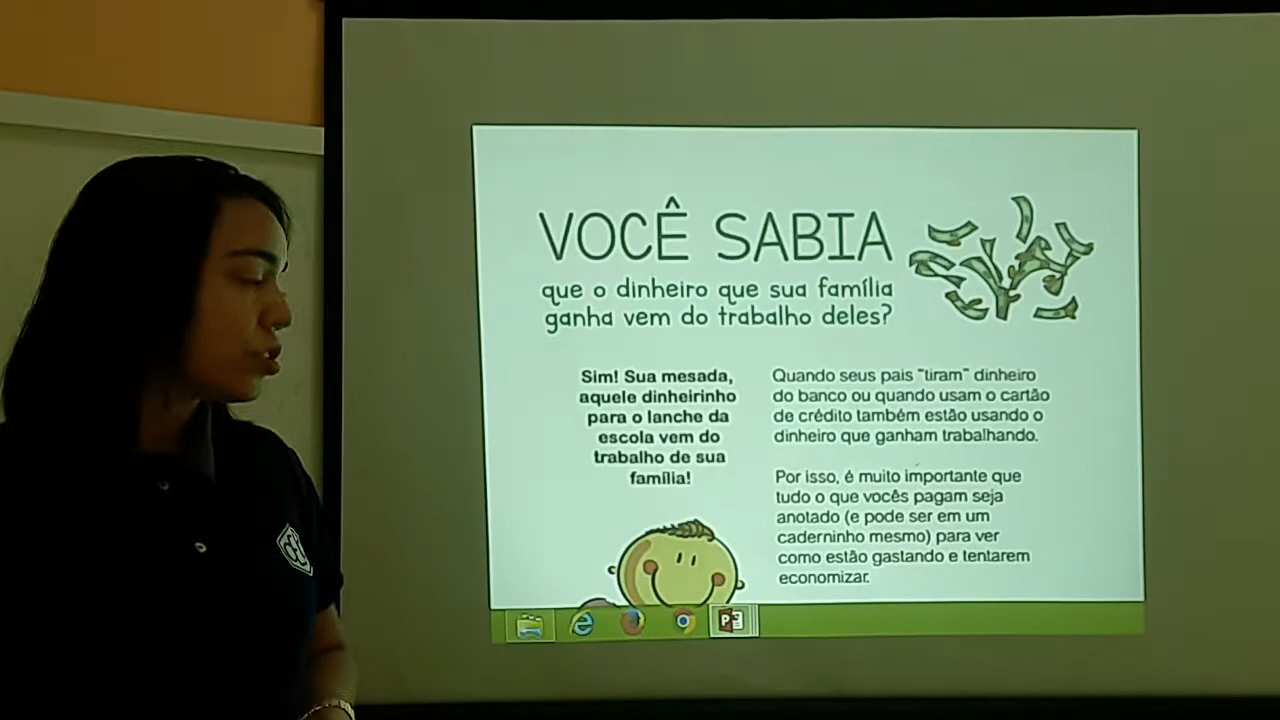 VOCÊ SABIA
que o dinheiro que sua família
ganha vem do trabalho deles?
Sim! Sua mesada,
aquele dinheirinho
para o lanche da
escola vem do
trabalho de sua
família!
Quando seus pais "tiram" dinheiro
do banco ou quando usam o cartão
de crédito também estão usando o
dinheiro que ganham trabalhando.
Por isso, é muito importante que
tudo o que vocês pagam seja
anotado (e pode ser em um
caderninho mesmo) para ver
como estão gastando e tentarem
economizar.